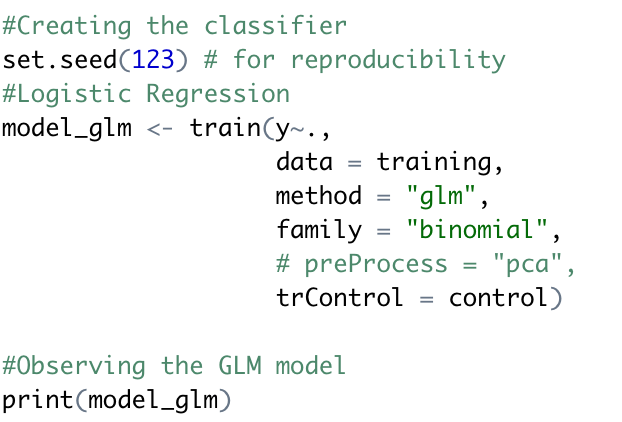 #Creating the classifier
set.seed(123) # for reproducibility
#Logistic Regression
model_glm <- train(y~.,
                   data = training,
                   method = "glm",
                   family = "binomial",
                   # preProcess = "pca",
                   trControl = control)

#Observing the GLM model
print(model_glm)